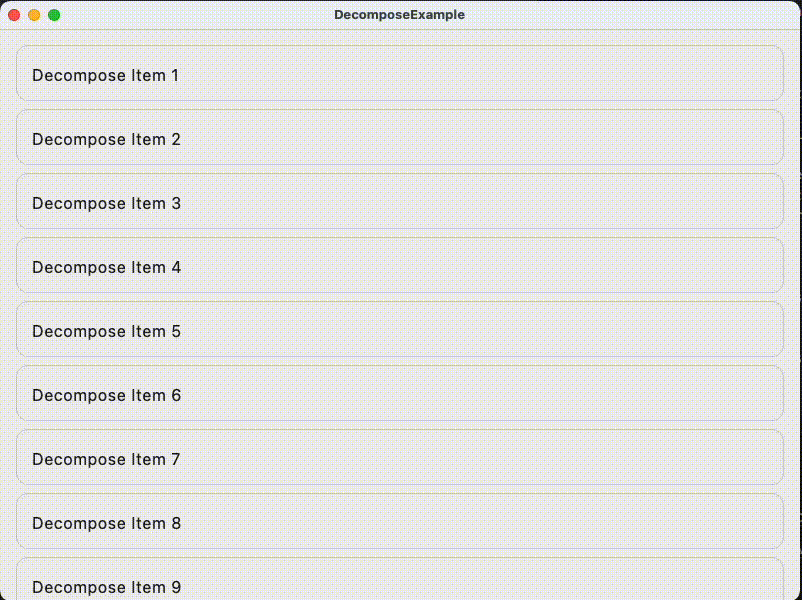 DecomposeExample
Decompose Item 1
Decompose Item 2
Decompose Item 3
Decompose Item 4
Decompose Item 5
Decompose Item 6
Decompose Item 7
Decompose Item 8
Decompose Item 9